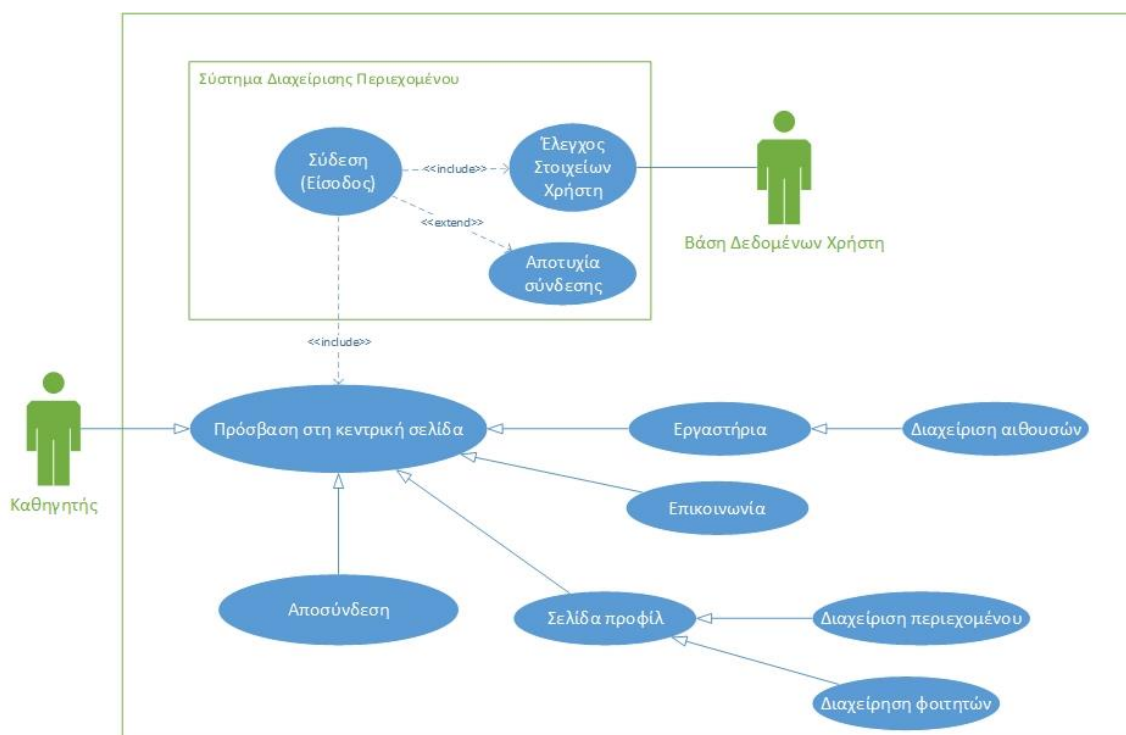 Σύστημα Διαχείρισης Περιεχομένου
Σύδεση
(Είσοδος)
<<include>>
Έλεγχος
Στοιχείων
Χρήστη
<<extend>>
Αποτυχία
σύνδεσης
Βάση Δεδομένων Χρήστη
<<include>>
Καθηγητής
Πρόσβαση στη κεντρική σελίδα
Εργαστήρια
Διαχείριση αιθουσών
Επικοινωνία
Αποσύνδεση
Σελίδα προφίλ
Διαχείριση περιεχομένου
Διαχείρηση φοιτητών